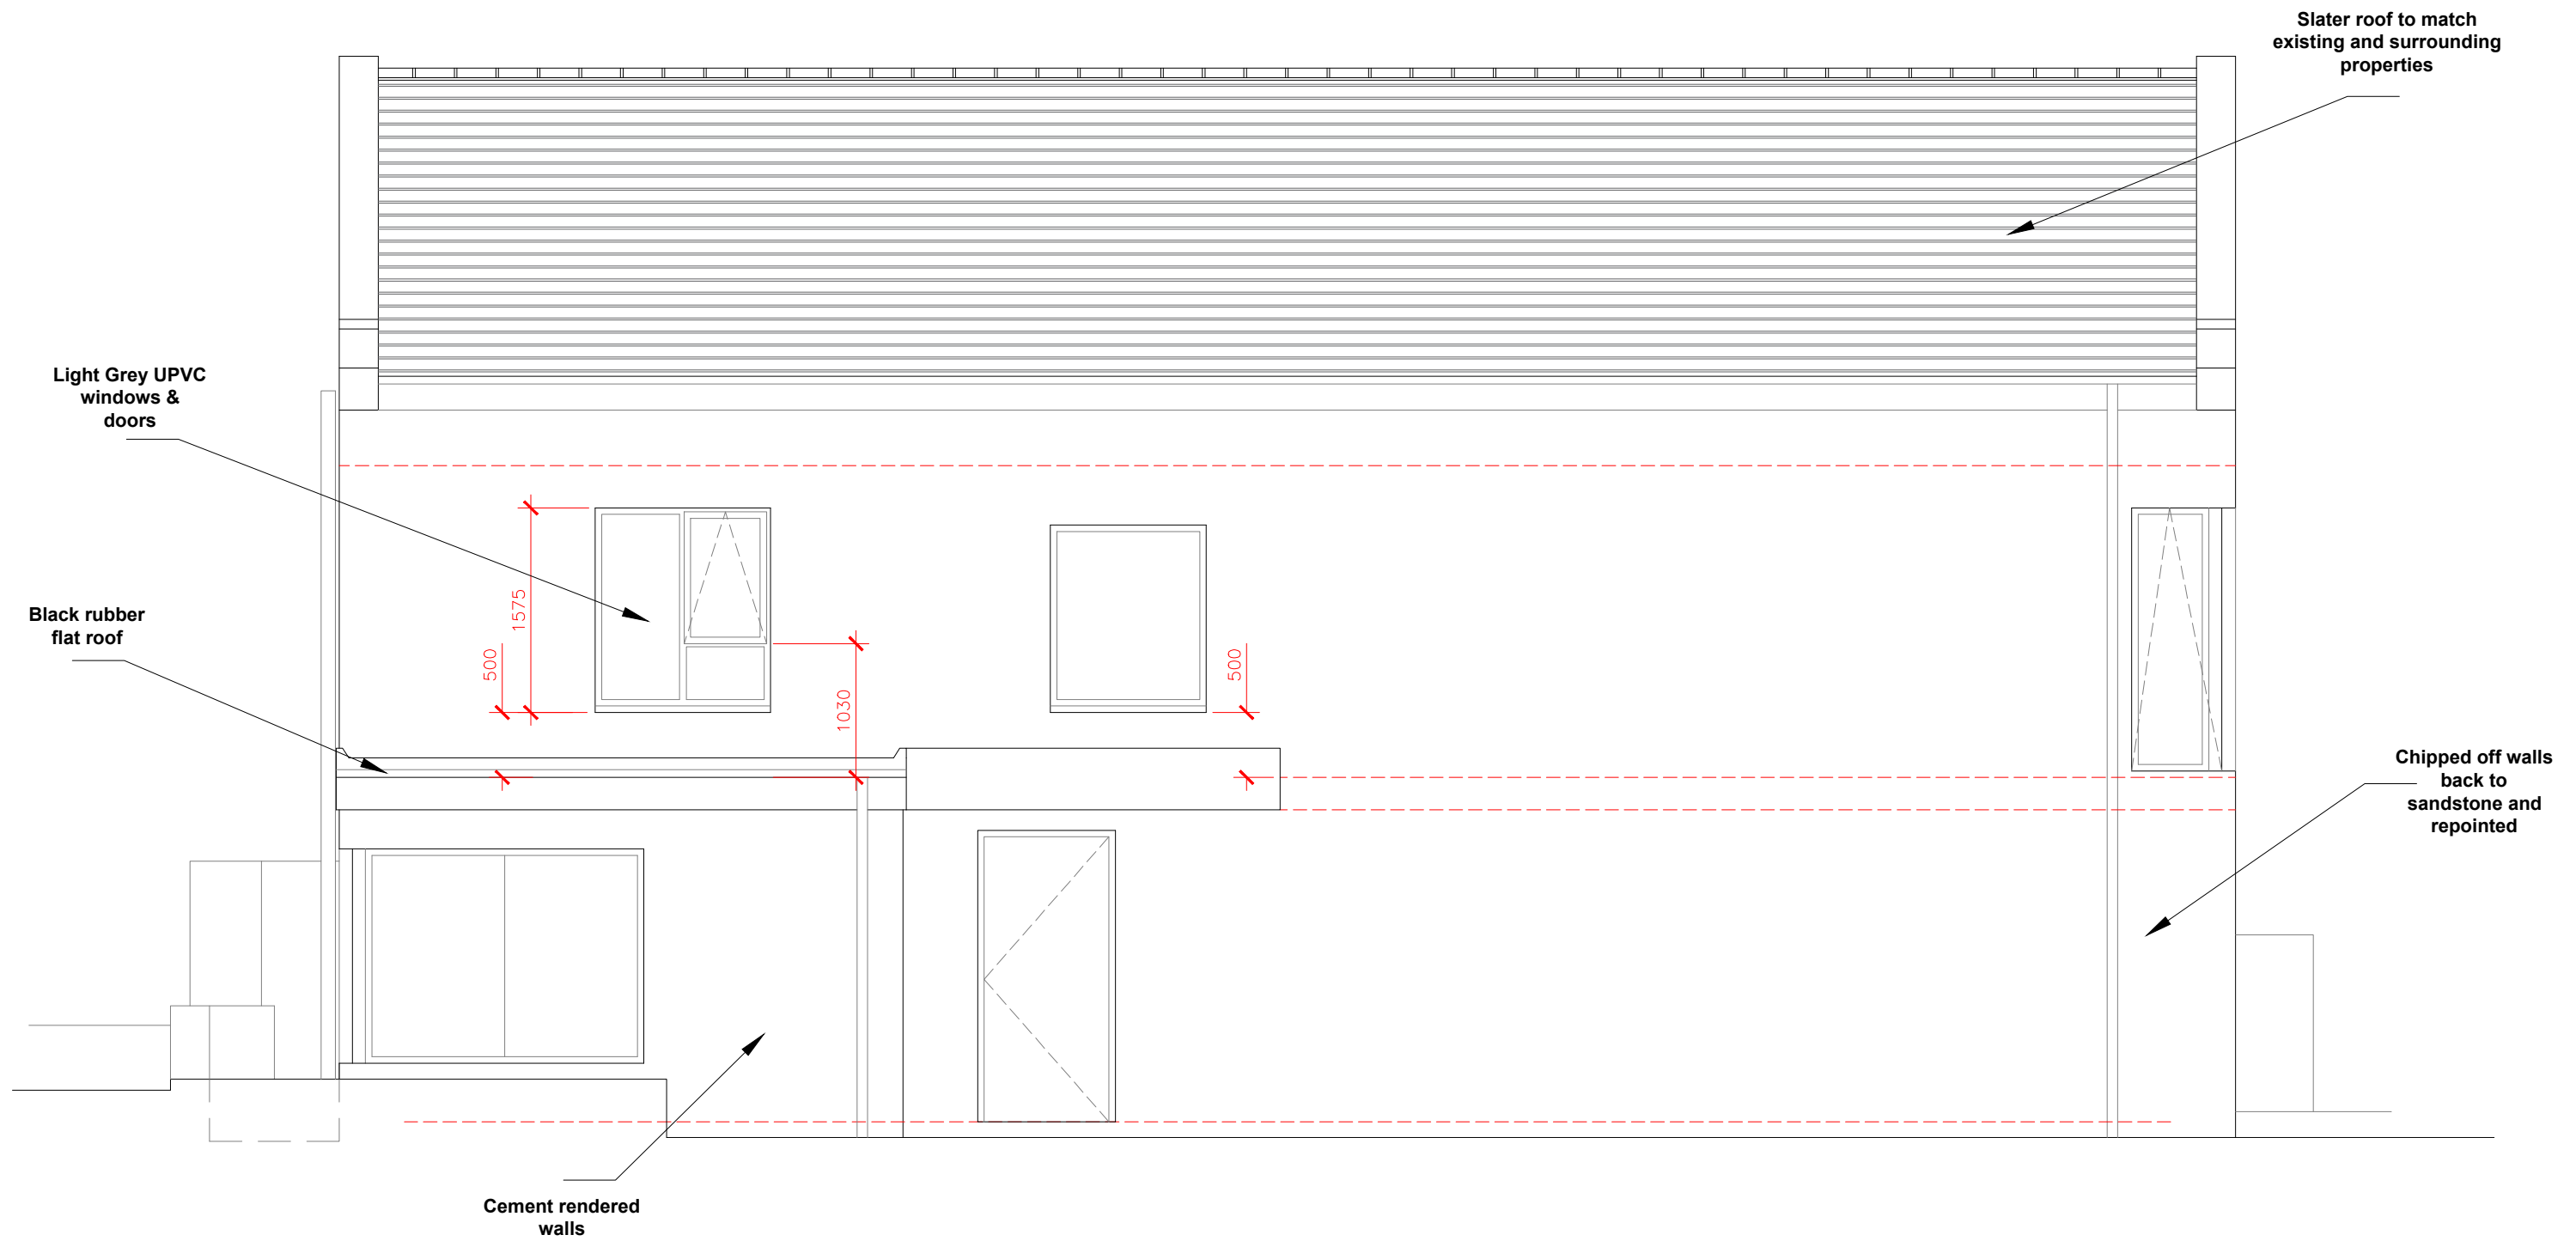 Slater roof to match
existing and surrounding
properties
Light Grey UPVC
windows &
doors
1575
500
1030
500
Black rubber
flat roof
Chipped off walls
back to
sandstone and
repointed
Cement rendered
walls